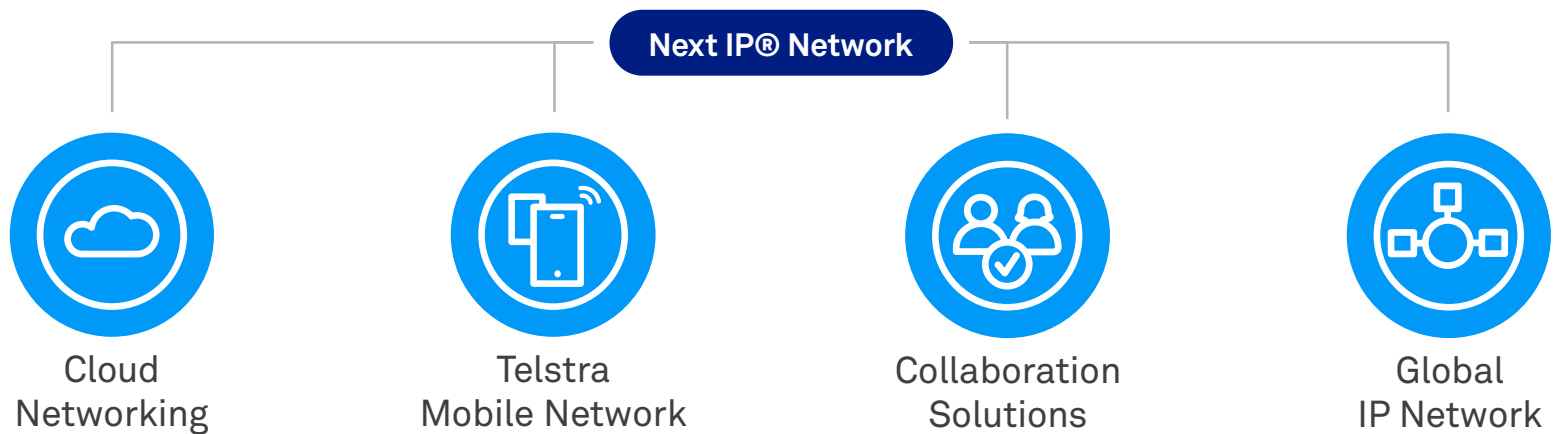 Next IP® Network
Cloud
Networking
Telstra
Mobile Network
Collaboration
Solutions
Global
IP Network